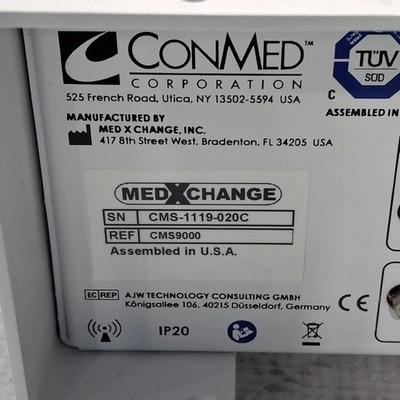 CONMED™
CORPORATION
525 French Road, Utica, NY 13502-5594 USA
TÜV
SÜD
C
ASSEMBLED IN
MANUFACTURED BY
MED X CHANGE, INC.
417 8th Street West, Bradenton, FL 34205 USA
MEDXCHANGE
SN CMS-1119-020C
REF CMS9000
Assembled in U.S.A.
EC REP AJW TECHNOLOGY CONSULTING GMBH
Königsallee 106, 40215 Düsseldorf, Germany
CE
IP20